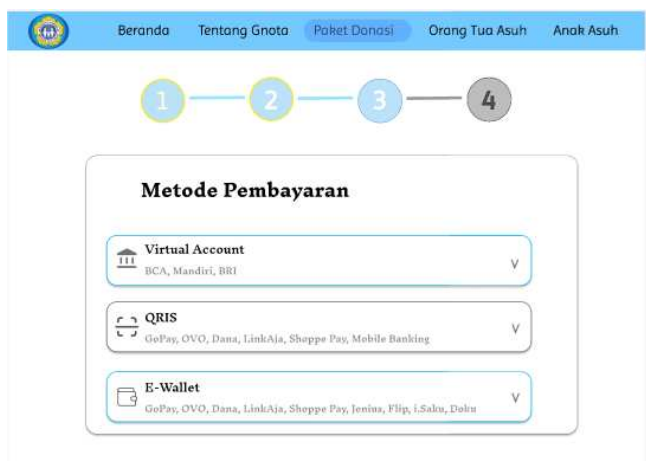 Beranda Tentang Gnota Paket Donasi Orang Tua Asuh Anak Asuh
1 2 3 4
Metode Pembayaran
Virtual Account
BCA, Mandiri, BRI
QRIS
GoPay, OVO, Dana, LinkAja, Shoppe Pay, Mobile Banking
E-Wallet
GoPay, OVO, Dana, LinkAja, Shoppe Pay, Jenius, Flip, i.Saku, Doku